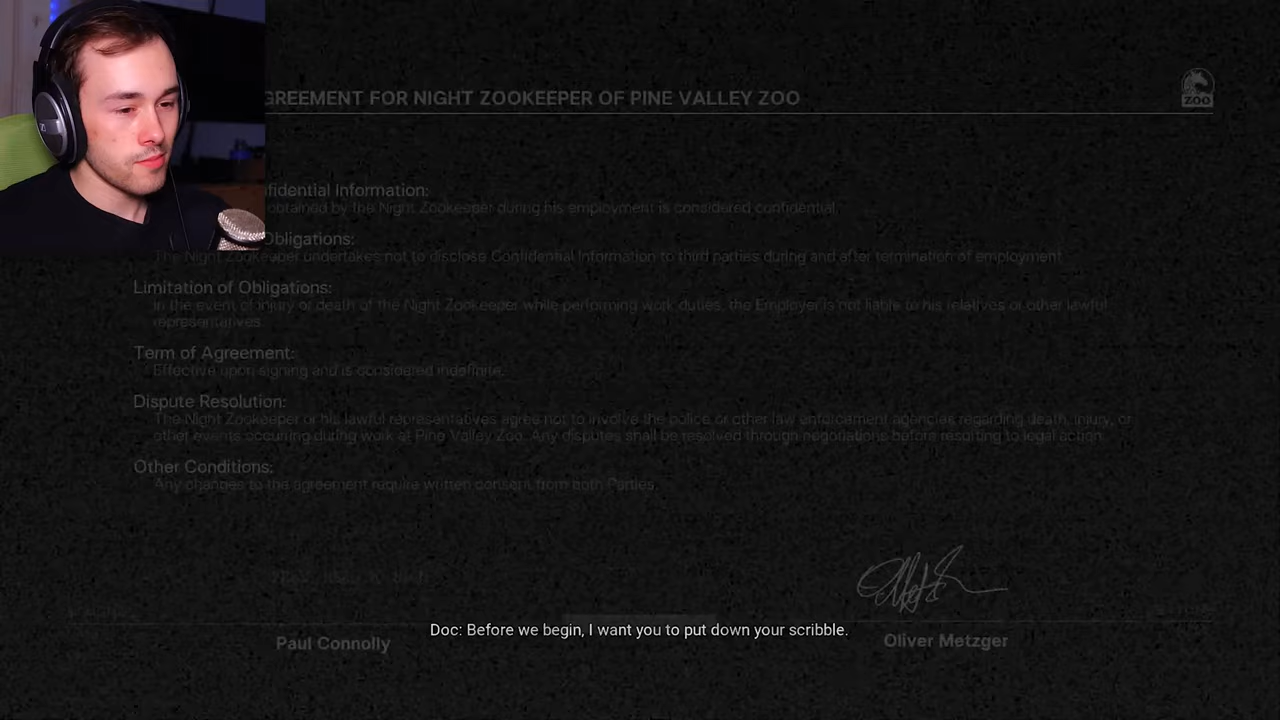 GREEMENT FOR NIGHT ZOOKEEPER OF PINE VALLEY ZOO
ZOO
fidential Information:
obtained by the Night Zookeeper during his employment is considered confidential.
Obligations:
The Night Zookeeper undertakes not to disclose Confidential Information to third parties during and after termination of employment
Limitation of Obligations:
In the event of injury or death of the Night Zookeeper while performing work duties, the Employer is not liable to his relatives or other lawful
representatives.
Term of Agreement:
Effective upon signing and is considered indefinite.
Dispute Resolution:
The Night Zookeeper or his lawful representatives agree not to involve the police or other law enforcement agencies regarding death, injury, or
other events occurring during work at Pine Valley Zoo. Any disputes shall be resolved through negotiations before resorting to legal action.
Other Conditions:
Any changes to the agreement require written consent from both Parties.
Doc: Before we begin, I want you to put down your scribble.
Paul Connolly
Oliver Metzger